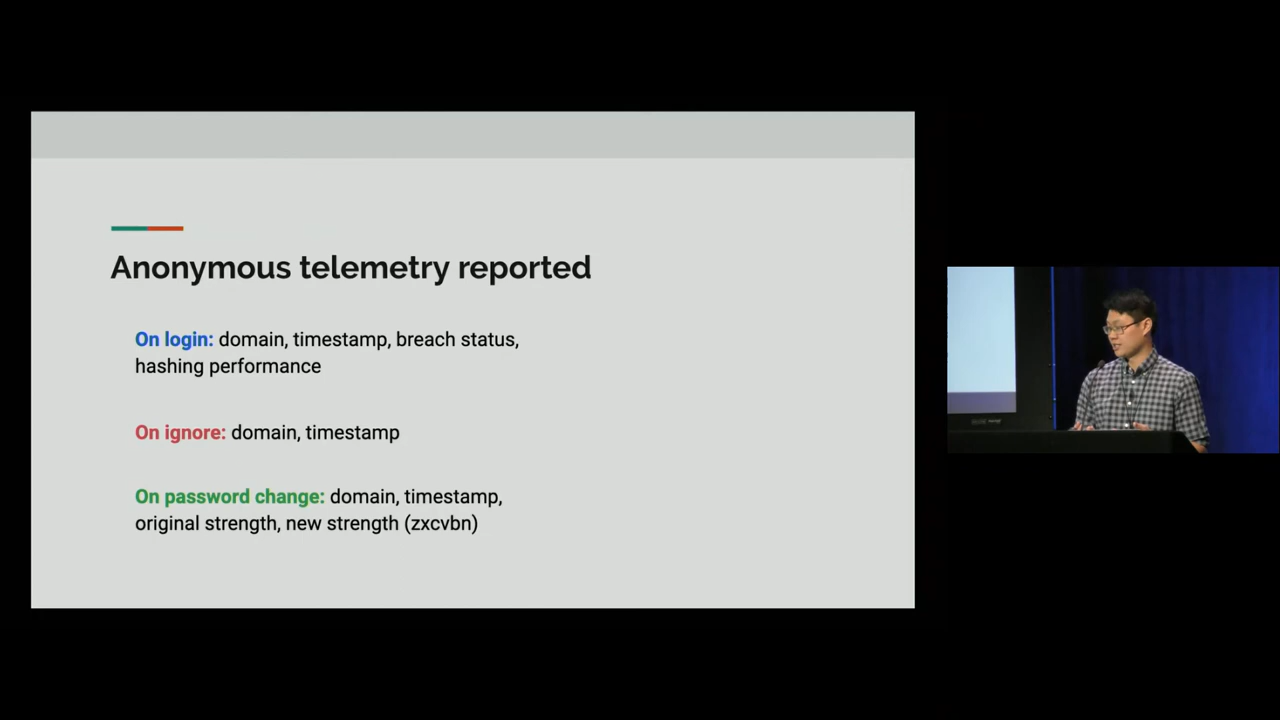 Anonymous telemetry reported
On login: domain, timestamp, breach status,
hashing performance
On ignore: domain, timestamp
On password change: domain, timestamp,
original strength, new strength (zxcvbn)